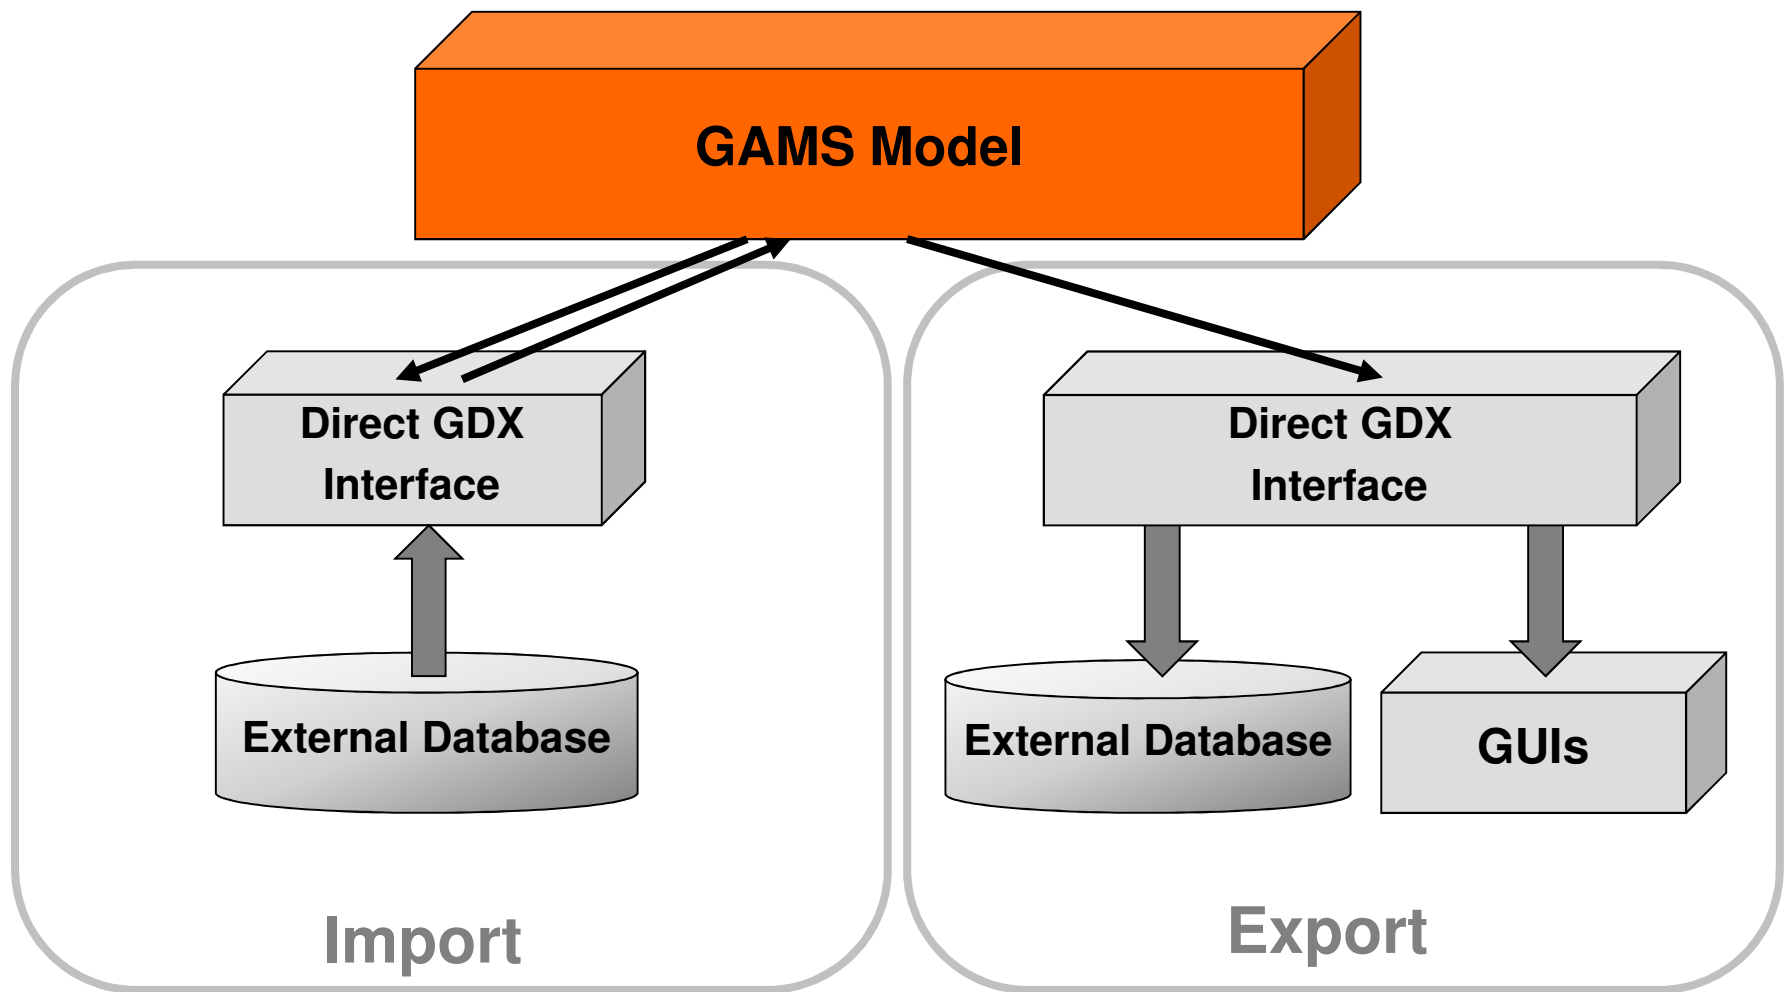 GAMS Model
Direct GDX
Interface
External Database
Import
Direct GDX
Interface
External Database
GUIs
Export